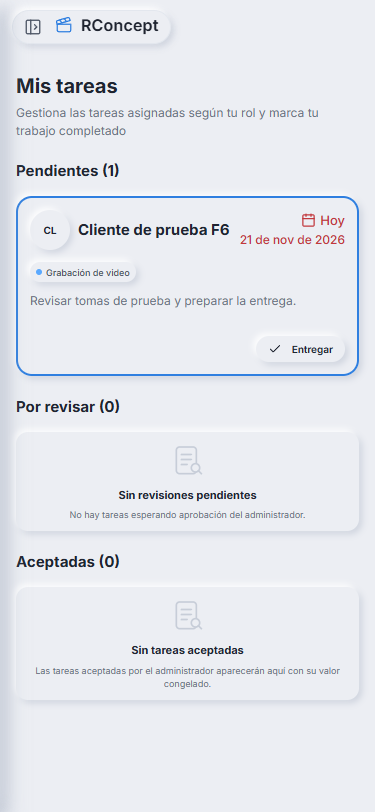 RConcept
Mis tareas
Gestiona las tareas asignadas según tu rol y marca tu
trabajo completado
Pendientes (1)
CL
Cliente de prueba F6
Hoy
21 de nov de 2026
Grabación de video
Revisar tomas de prueba y preparar la entrega.
Entregar
Por revisar (0)
Sin revisiones pendientes
No hay tareas esperando aprobación del administrador.
Aceptadas (0)
Sin tareas aceptadas
Las tareas aceptadas por el administrador aparecerán aquí con su valor
congelado.